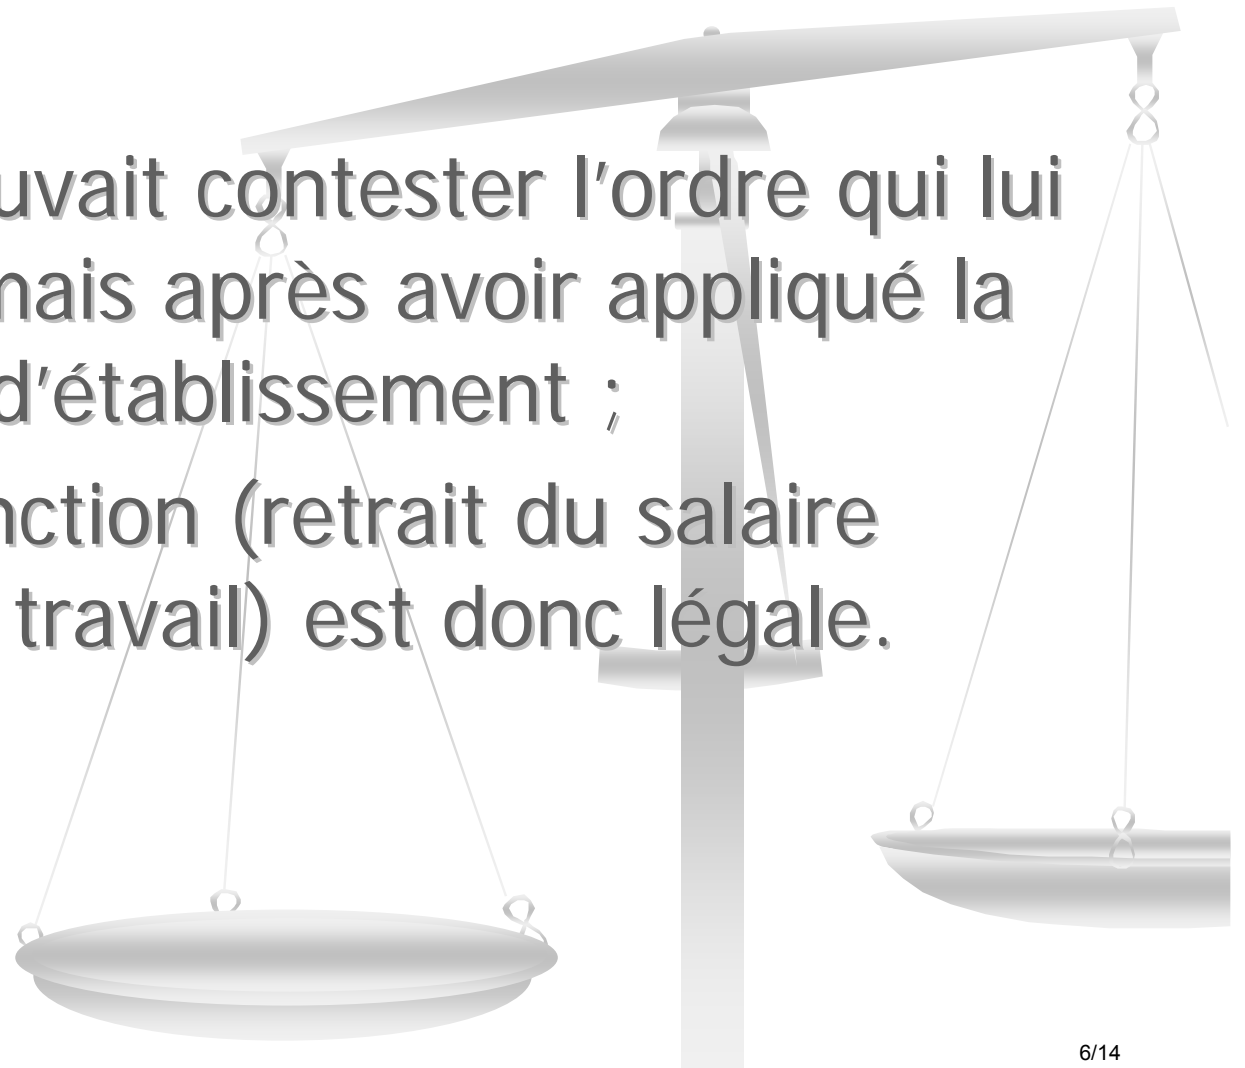 uvait contester l'ordre qui lui
mais après avoir appliqué la
d'établissement ;
nction (retrait du salaire
travail) est donc légale.
6/14